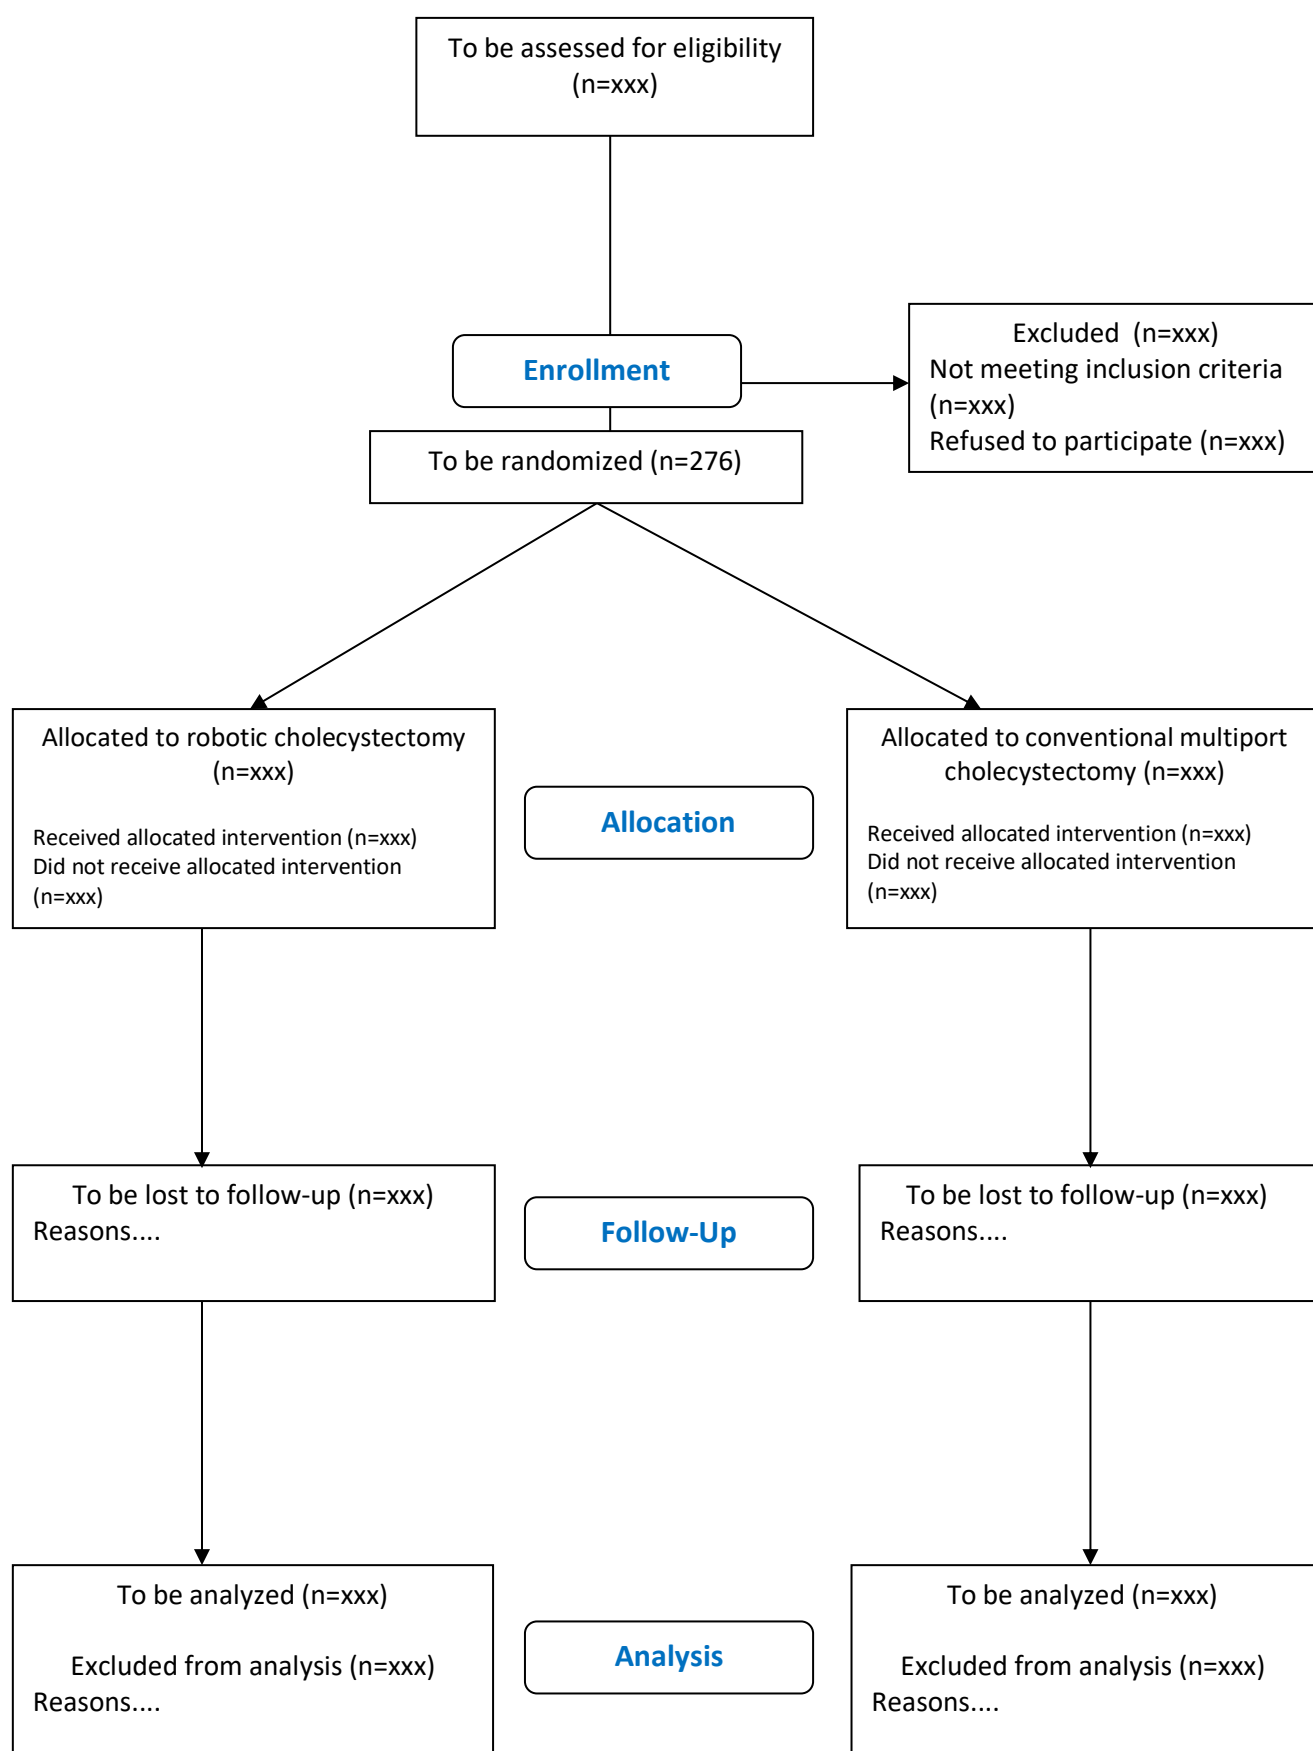 To be assessed for eligibility
(n=xxx)
Enrollment
Excluded  (n=xxx)
Not meeting inclusion criteria
(n=xxx)
Refused to participate (n=xxx)
To be randomized (n=276)
Allocated to robotic cholecystectomy
(n=xxx)
Received allocated intervention (n=xxx)
Did not receive allocated intervention
(n=xxx)
Allocation
Allocated to conventional multiport
cholecystectomy (n=xxx)
Received allocated intervention (n=xxx)
Did not receive allocated intervention
(n=xxx)
To be lost to follow-up (n=xxx)
Reasons....
Follow-Up
To be lost to follow-up (n=xxx)
Reasons....
To be analyzed (n=xxx)
Excluded from analysis (n=xxx)
Reasons....
Analysis
To be analyzed (n=xxx)
Excluded from analysis (n=xxx)
Reasons....